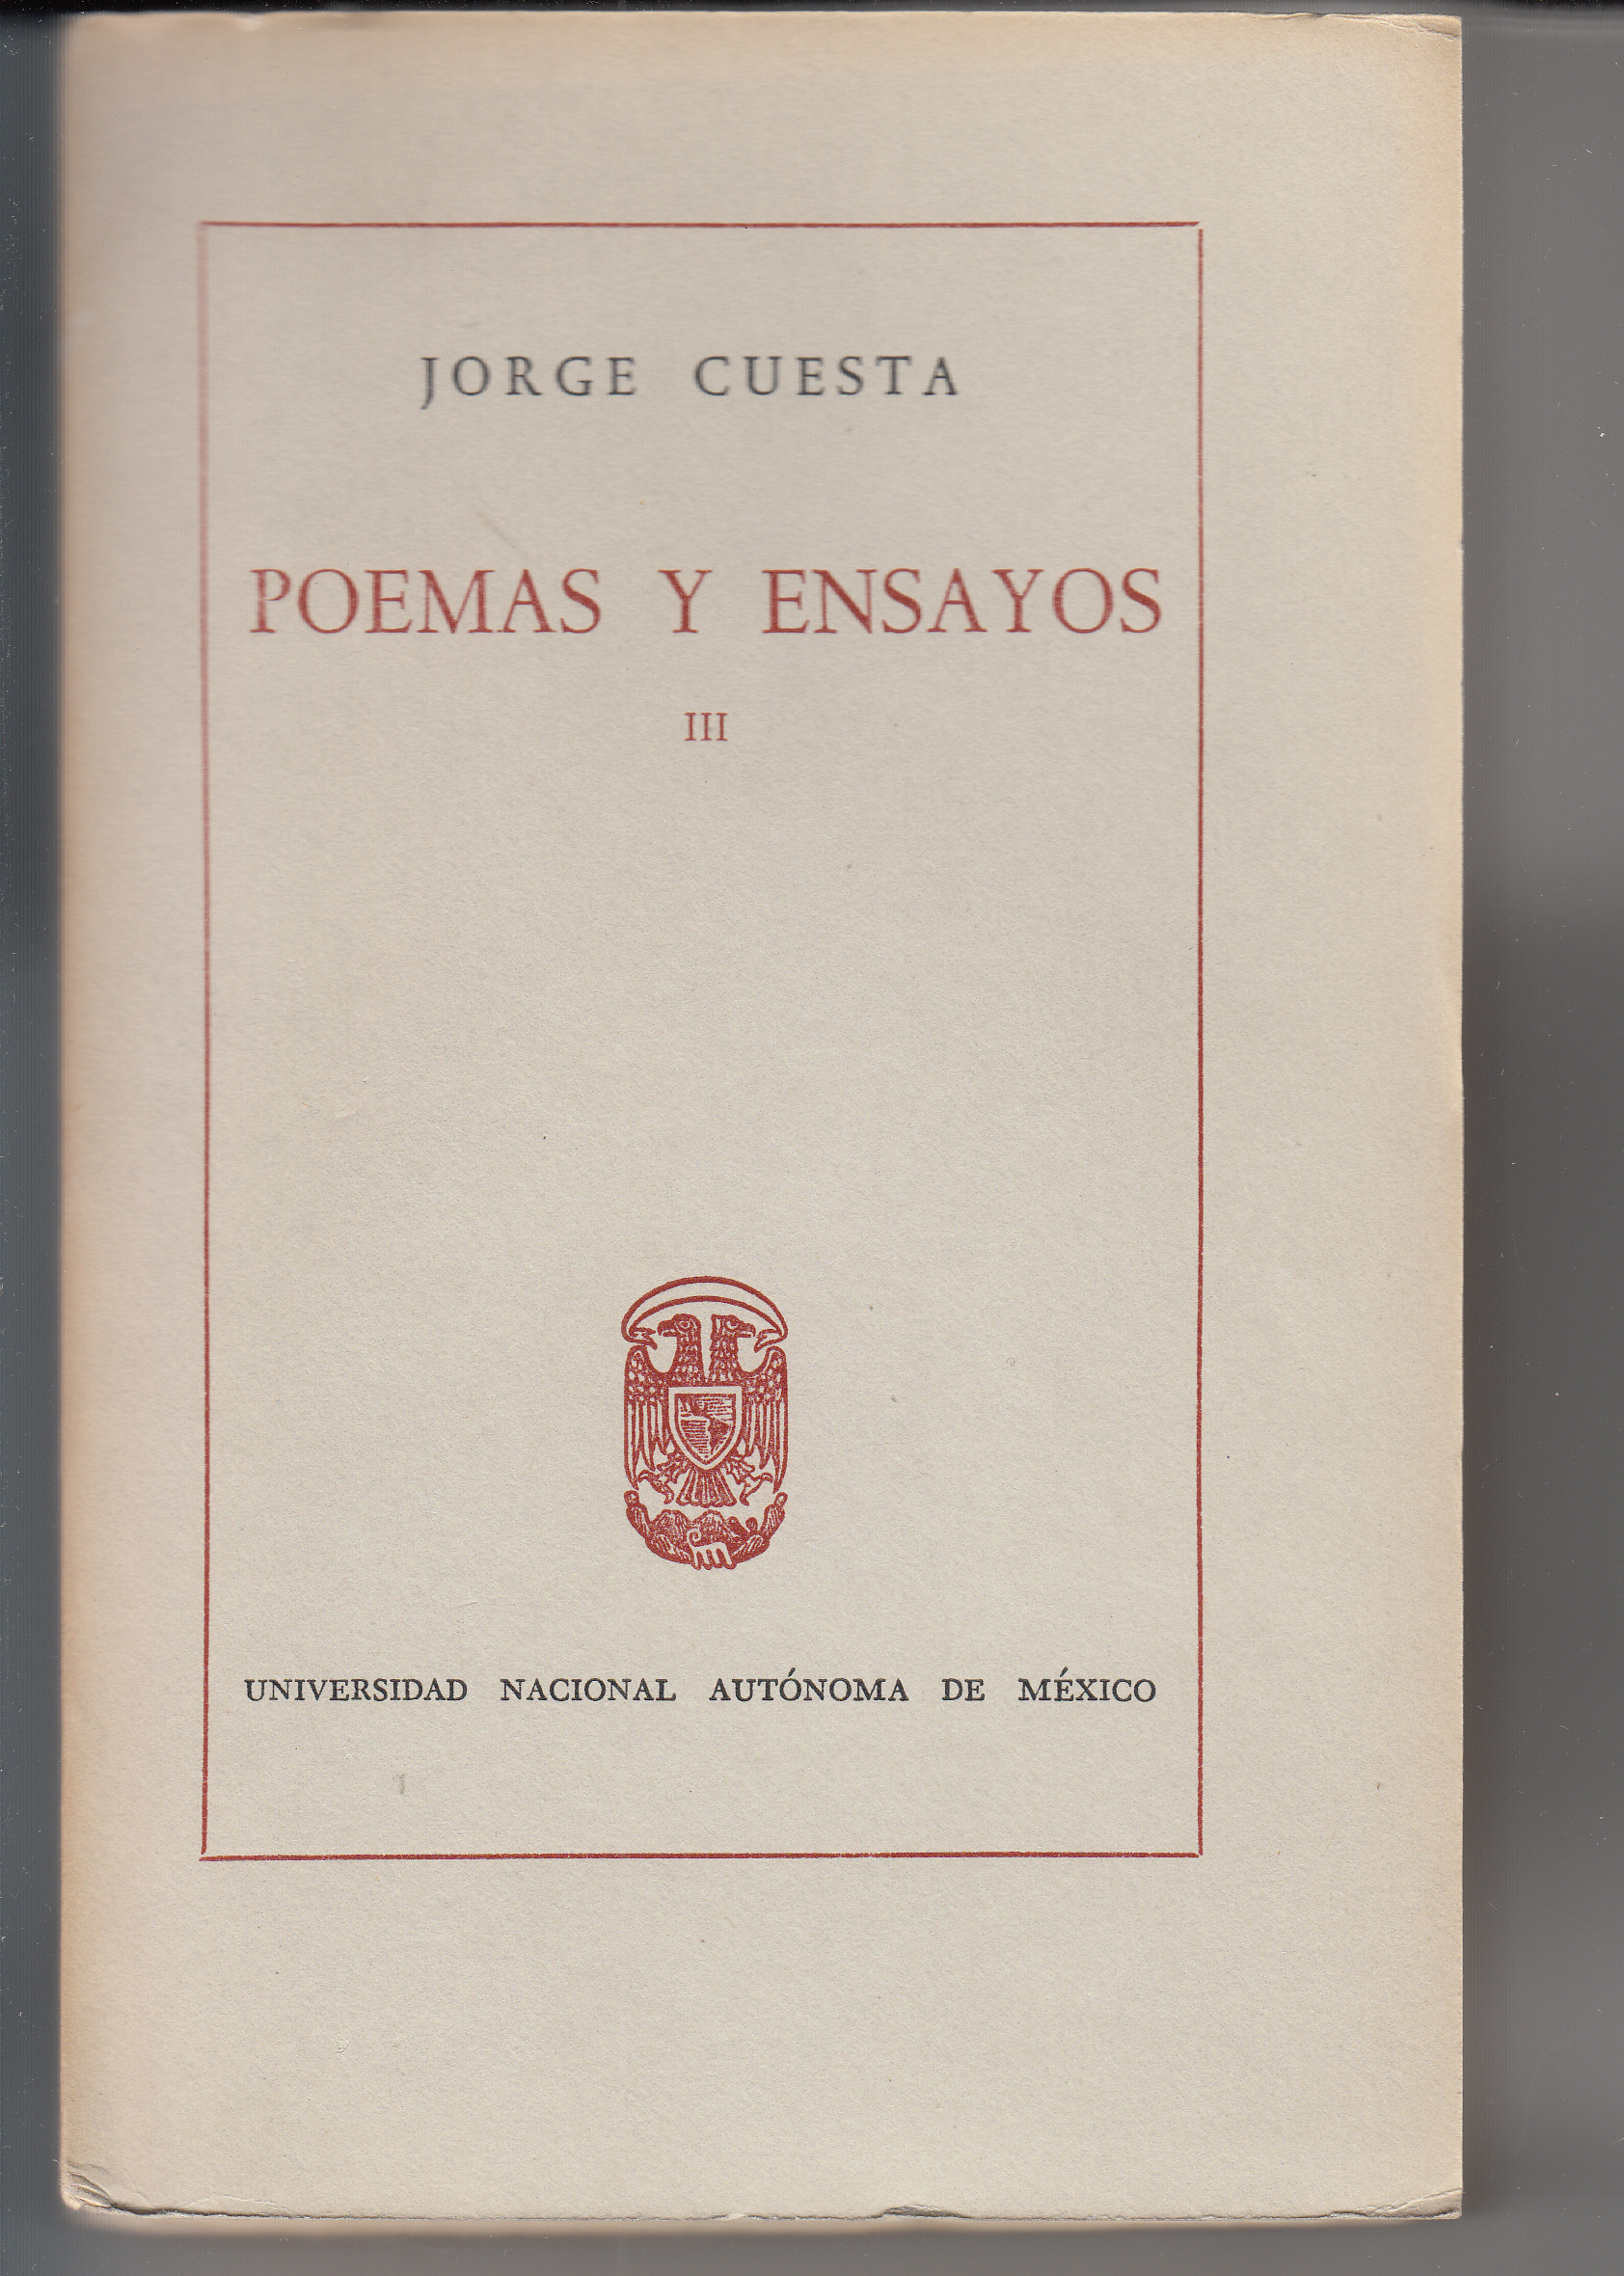 JORGE CUESTA
POEMAS Y ENSAYOS
III
UNIVERSIDAD NACIONAL AUTÓNOMA DE MÉXICO